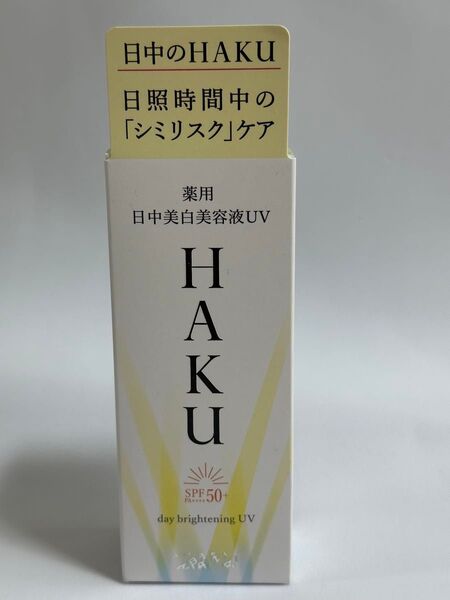 日中のHAKU
日照時間中の
「シミリスク」ケア
薬用
日中美白美容液UV
HAKU
SPF50+
PA++++
day brightening UV